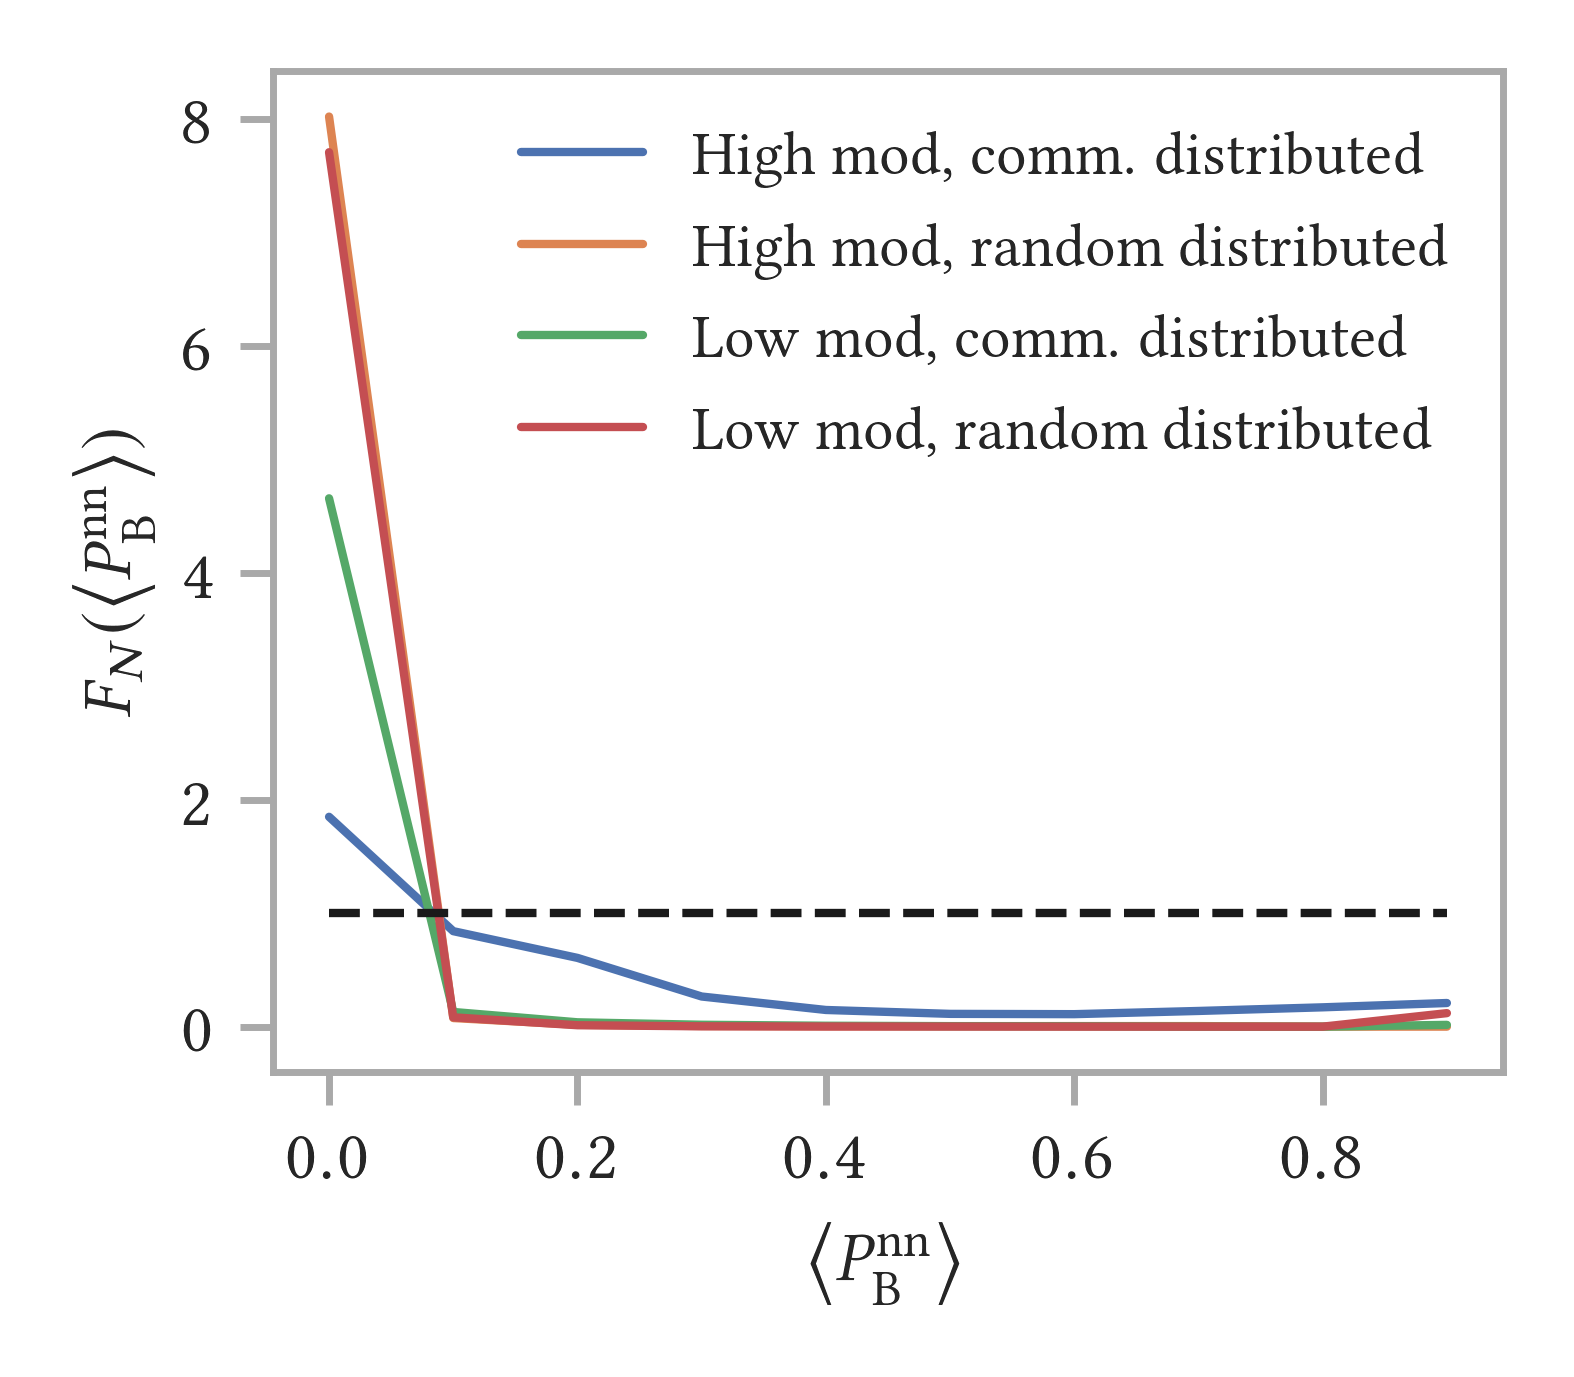 8
6
4
2
0
F_N(⟨P_B^nn⟩)
High mod, comm. distributed
High mod, random distributed
Low mod, comm. distributed
Low mod, random distributed
0.0 0.2 0.4 0.6 0.8
⟨P_B^nn⟩